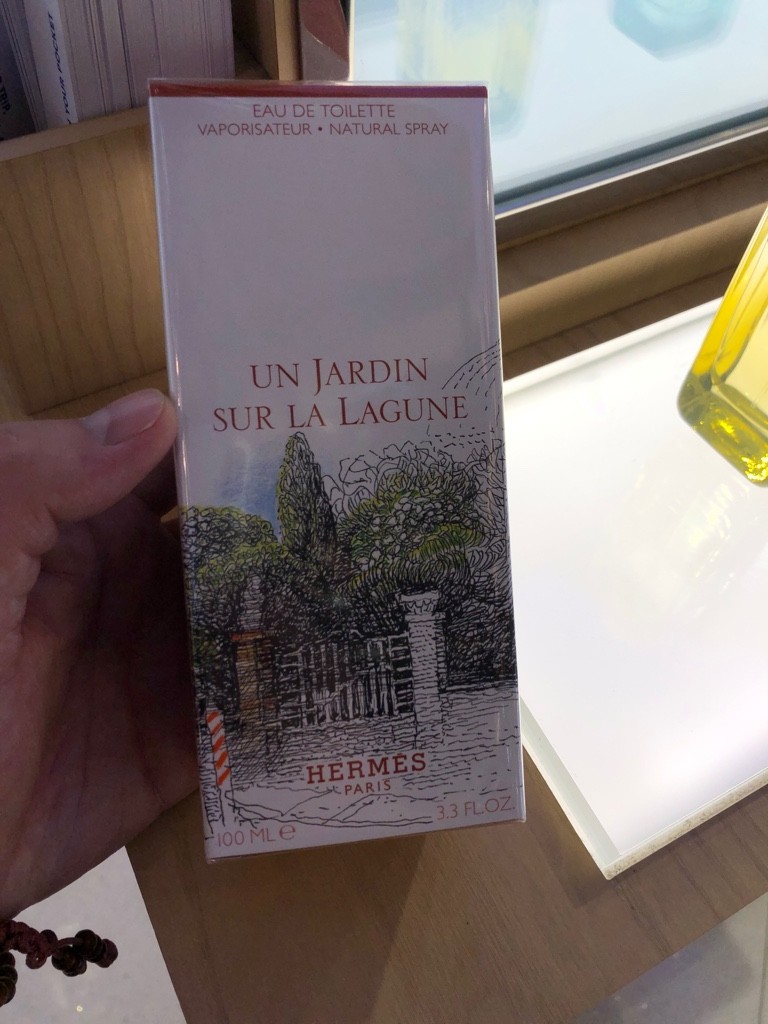 EAU DE TOILETTE
VAPORISATEUR • NATURAL SPRAY
UN JARDIN
SUR LA LAGUNE
HERMÈS
PARIS
100 ML e
3.3 FL.OZ.